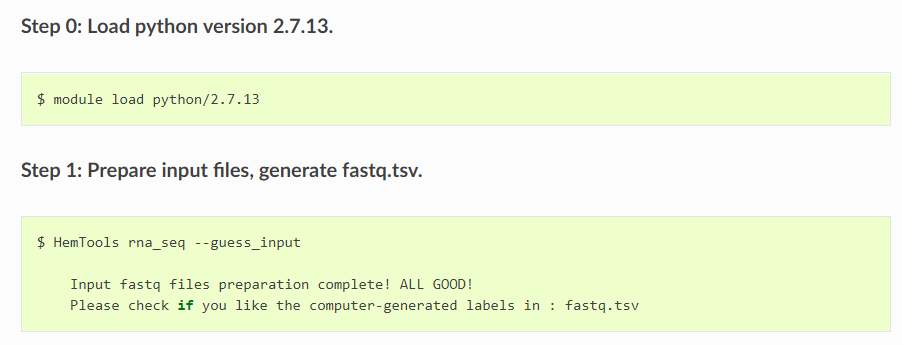 Step 0: Load python version 2.7.13.
$ module load python/2.7.13
Step 1: Prepare input files, generate fastq.tsv.
$ HemTools rna_seq --guess_input
Input fastq files preparation complete! ALL GOOD!
Please check if you like the computer-generated labels in : fastq.tsv